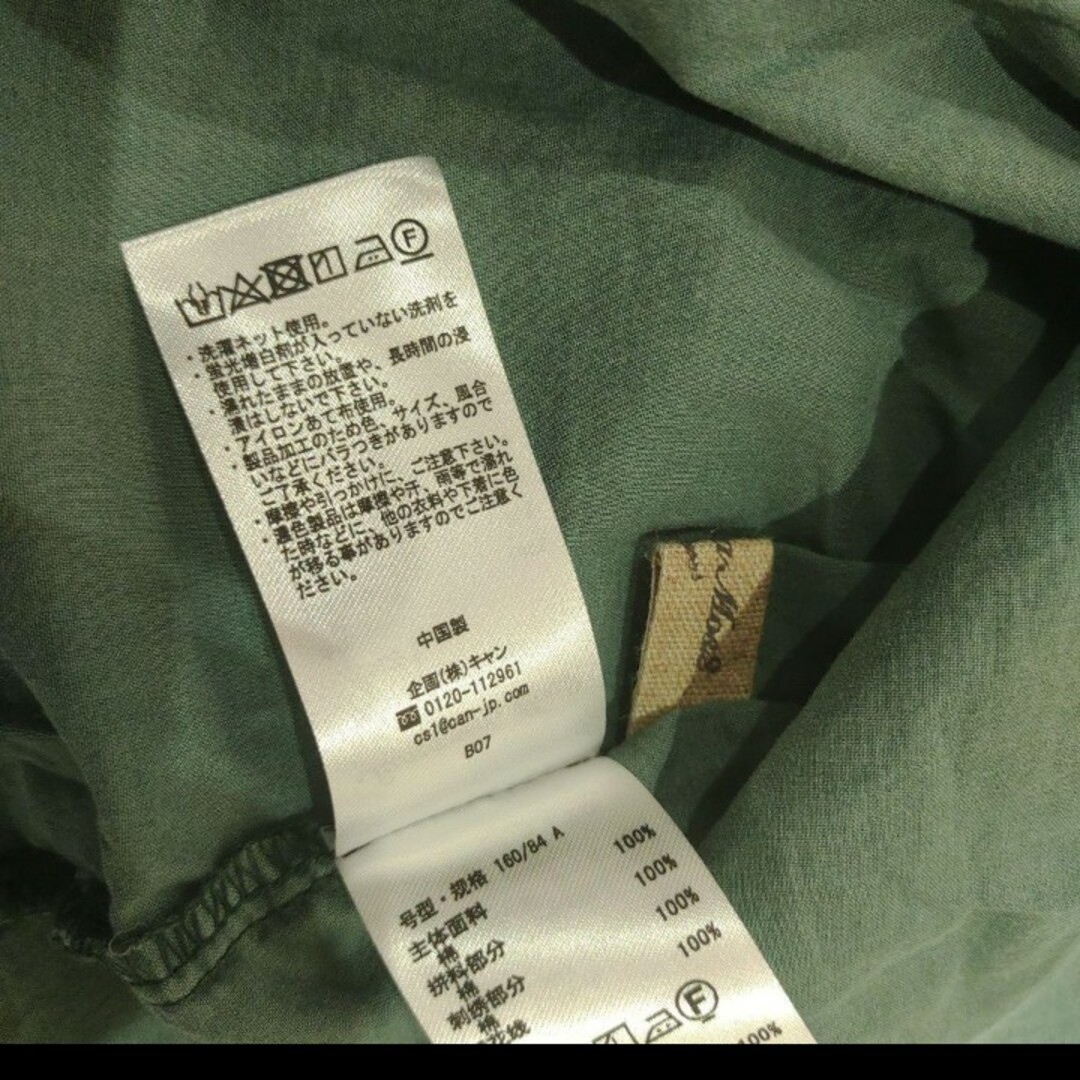 F
・洗濯ネット使用。
・蛍光増白剤が入っていない洗剤を
使用して下さい。
・濡れたままの放置や、長時間の浸
漬はしないで下さい。
・アイロンあて布使用。
・製品加工のため色、サイズ、風合
いなどにバラつきがありますので
ご了承ください。
・摩擦や引っかけに、ご注意下さい。
・濃色製品は摩擦や汗、雨等で濡れ
た時などに、他の衣料や下着に色
が移る事がありますのでご注意く
ださい。
中国製
企画(株)キャン
0120-112961
cs1@can-jp.com
B07
Moos
号型・规格 160/84 A
主体面料
棉 100%
拼料部分
棉 100%
刺绣部分
棉 100%
花线 100%
F
100%